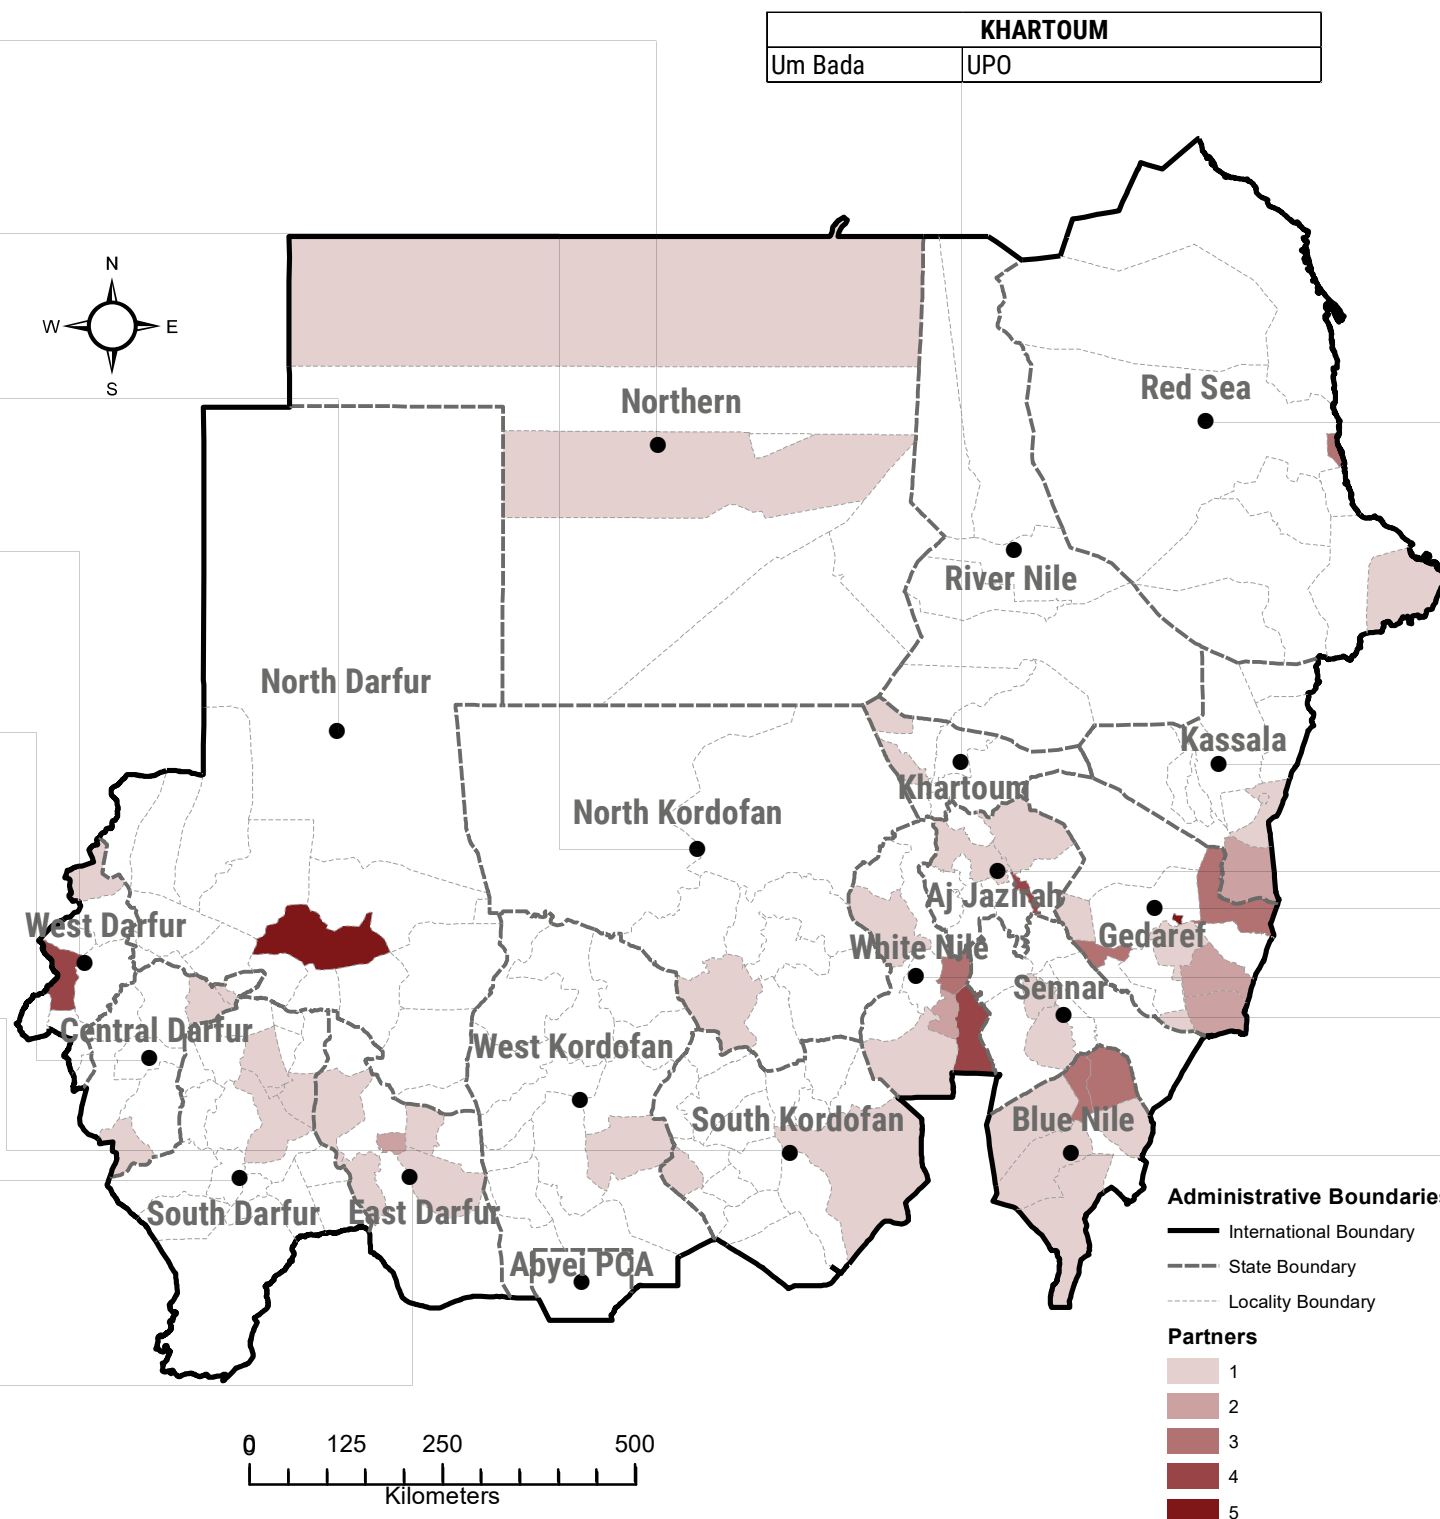 KHARTOUM
Um Bada UPO
N
W E
S
Northern
Red Sea
River Nile
North Darfur
Kassala
Khartoum
North Kordofan
Aj Jazirah
West Darfur
Gedaref
White Nile
Sennar
Central Darfur
West Kordofan
South Kordofan
Blue Nile
South Darfur
East Darfur
Abyei PCA
Administrative Boundaries
International Boundary
State Boundary
Locality Boundary
Partners
1
2
3
4
5
0 125 250 500
Kilometers